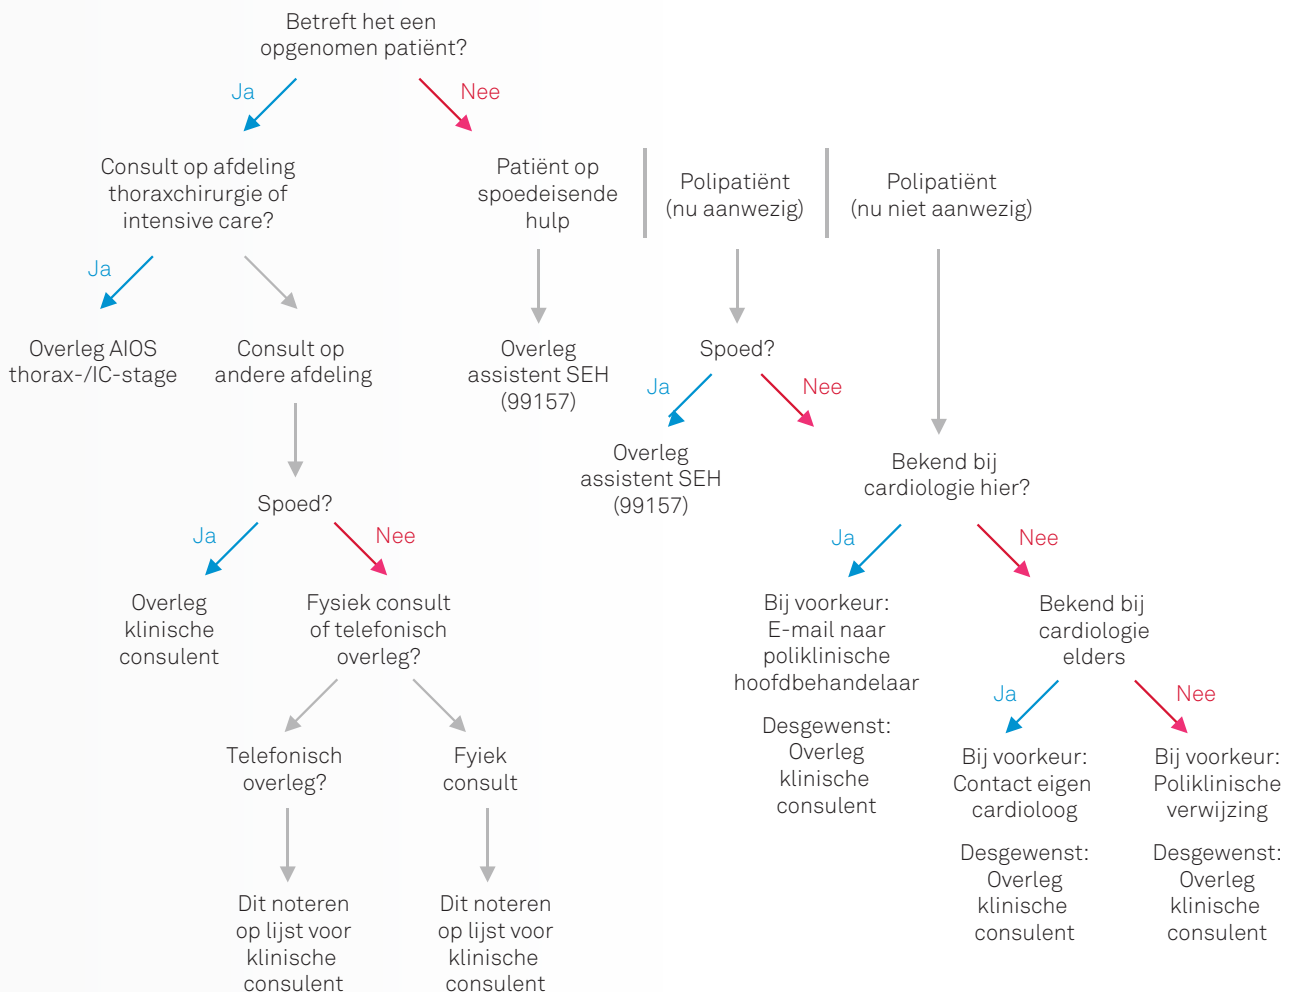 Betreft het een
opgenomen patiënt?
Ja
Nee
Consult op afdeling
thoraxchirurgie of
intensive care?
Patiënt op
spoedeisende
hulp
Polipatiënt
(nu aanwezig)
Polipatiënt
(nu niet aanwezig)
Ja
Overleg AIOS
thorax-/IC-stage
Consult op
andere afdeling
Overleg
assistent SEH
(99157)
Spoed?
Ja
Nee
Overleg
assistent SEH
(99157)
Bekend bij
cardiologie hier?
Spoed?
Ja
Nee
Ja
Nee
Overleg
klinische
consulent
Fysiek consult
of telefonisch
overleg?
Bij voorkeur:
E-mail naar
poliklinische
hoofdbehandelaar
Desgewenst:
Overleg
klinische
consulent
Bekend bij
cardiologie
elders
Ja
Nee
Telefonisch
overleg?
Fyiek
consult
Bij voorkeur:
Contact eigen
cardioloog
Desgewenst:
Overleg
klinische
consulent
Bij voorkeur:
Poliklinische
verwijzing
Desgewenst:
Overleg
klinische
consulent
Dit noteren
op lijst voor
klinische
consulent
Dit noteren
op lijst voor
klinische
consulent